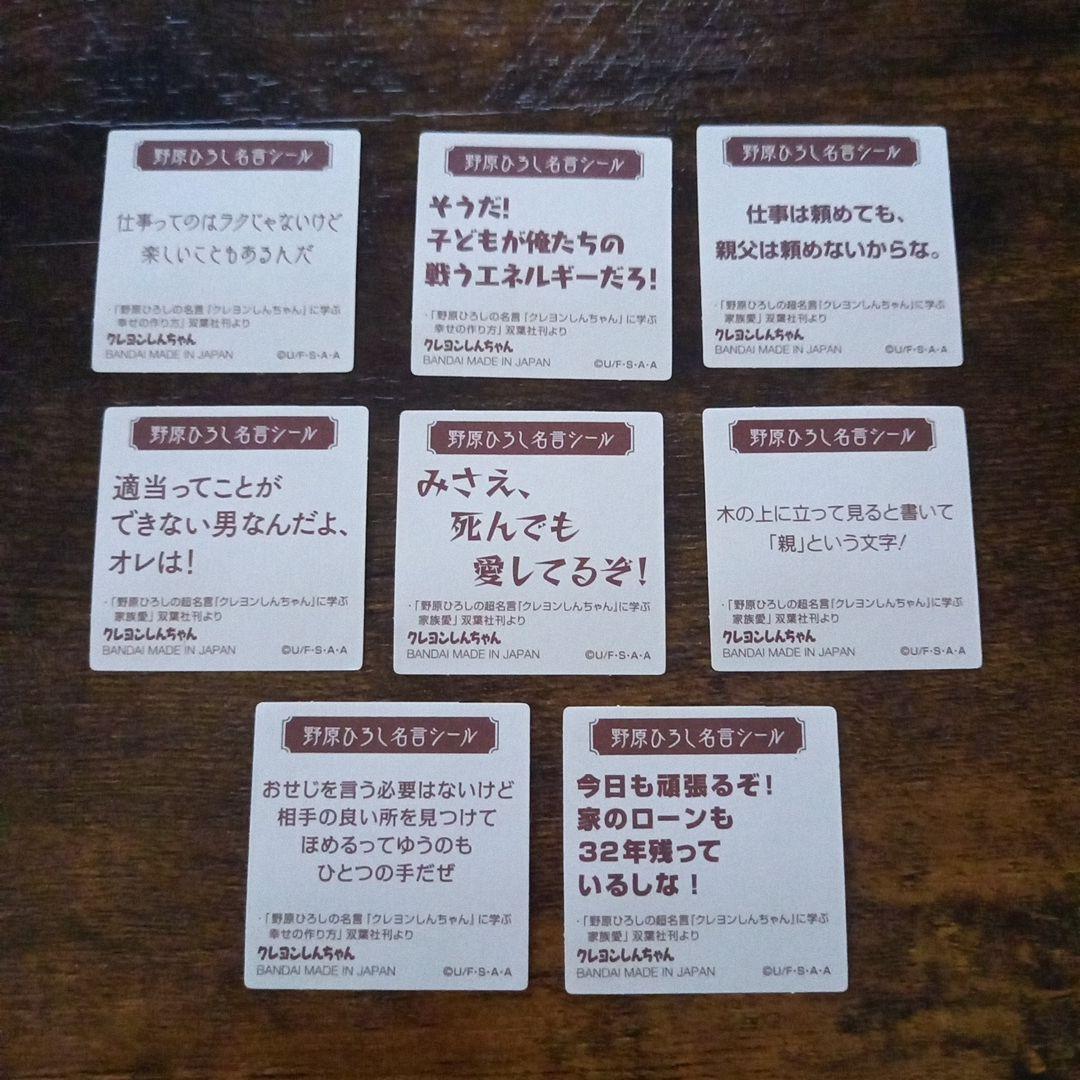 野原ひろし名言シール
仕事ってのはラクじゃないけど
楽しいこともあるんだ
・「野原ひろしの名言『クレヨンしんちゃん』に学ぶ
幸せの作り方」双葉社刊より
クレヨンしんちゃん
BANDAI MADE IN JAPAN ©U/F・S・A・A
野原ひろし名言シール
そうだ!
子どもが俺たちの
戦うエネルギーだろ!
・「野原ひろしの名言『クレヨンしんちゃん』に学ぶ
幸せの作り方」双葉社刊より
クレヨンしんちゃん
BANDAI MADE IN JAPAN ©U/F・S・A・A
野原ひろし名言シール
仕事は頼めても、
親父は頼めないからな。
・「野原ひろしの超名言『クレヨンしんちゃん』に学ぶ
家族愛」双葉社刊より
クレヨンしんちゃん
BANDAI MADE IN JAPAN ©U/F・S・A・A
野原ひろし名言シール
適当ってことが
できない男なんだよ、
オレは!
・「野原ひろしの超名言『クレヨンしんちゃん』に学ぶ
家族愛」双葉社刊より
クレヨンしんちゃん
BANDAI MADE IN JAPAN ©U/F・S・A・A
野原ひろし名言シール
みさえ、
死んでも
愛してるぞ!
・「野原ひろしの超名言『クレヨンしんちゃん』に学ぶ
家族愛」双葉社刊より
クレヨンしんちゃん
BANDAI MADE IN JAPAN ©U/F・S・A・A
野原ひろし名言シール
木の上に立って見ると書いて
「親」という文字!
・「野原ひろしの超名言『クレヨンしんちゃん』に学ぶ
家族愛」双葉社刊より
クレヨンしんちゃん
BANDAI MADE IN JAPAN ©U/F・S・A・A
野原ひろし名言シール
おせじを言う必要はないけど
相手の良い所を見つけて
ほめるってゆうのも
ひとつの手だぜ
・「野原ひろしの名言『クレヨンしんちゃん』に学ぶ
幸せの作り方」双葉社刊より
クレヨンしんちゃん
BANDAI MADE IN JAPAN ©U/F・S・A・A
野原ひろし名言シール
今日も頑張るぞ!
家のローンも
32年残って
いるしな!
・「野原ひろしの超名言『クレヨンしんちゃん』に学ぶ
家族愛」双葉社刊より
クレヨンしんちゃん
BANDAI MADE IN JAPAN ©U/F・S・A・A